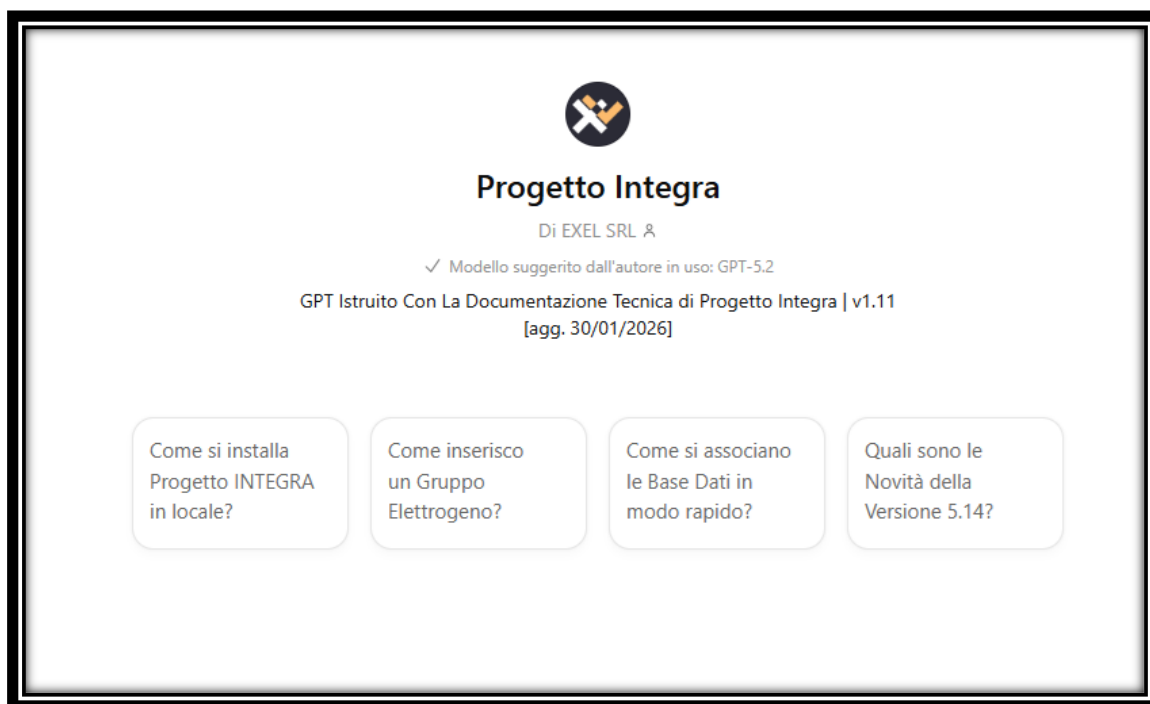 Progetto Integra
Di EXEL SRL
Modello suggerito dall'autore in uso: GPT-5.2
GPT Istruito Con La Documentazione Tecnica di Progetto Integra | v1.11
[agg. 30/01/2026]
Come si installa
Progetto INTEGRA
in locale?
Come inserisco
un Gruppo
Elettrogeno?
Come si associano
le Base Dati in
modo rapido?
Quali sono le
Novità della
Versione 5.14?